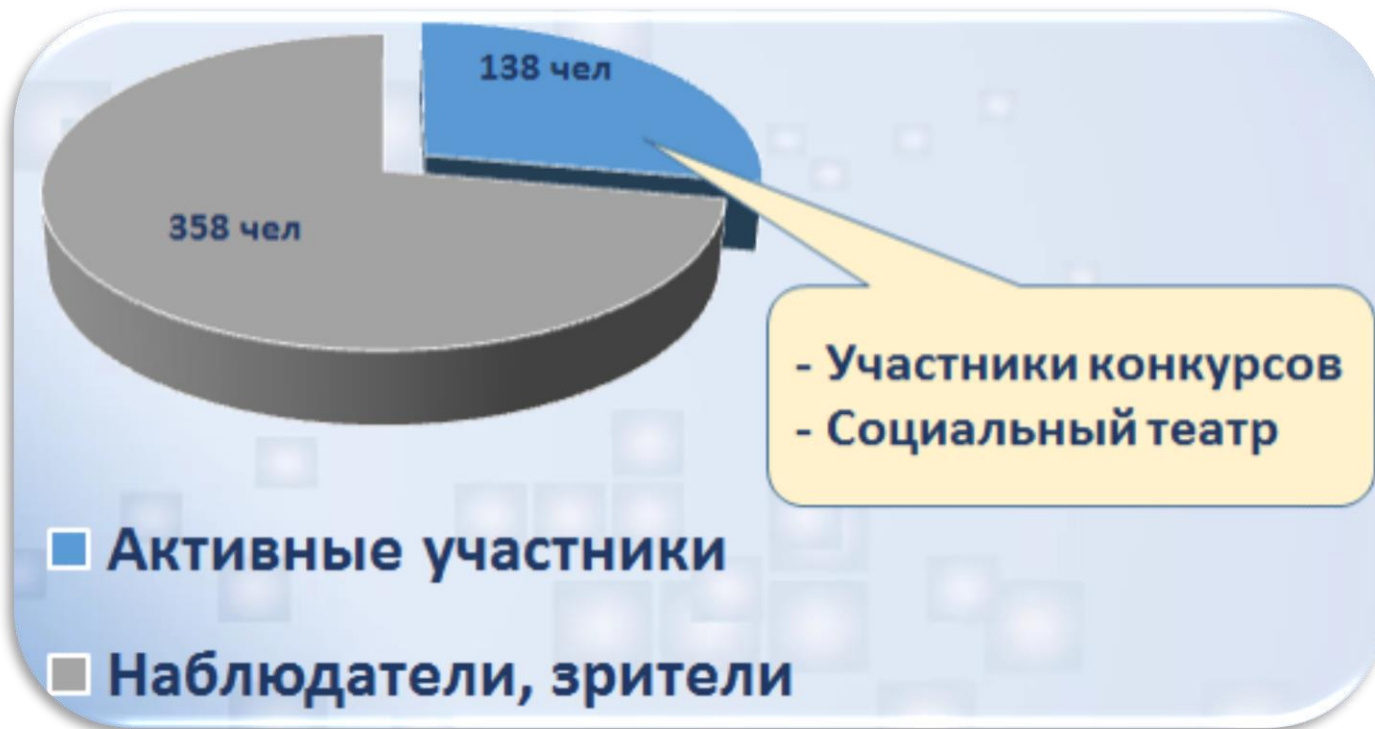 138 чел
358 чел
- Участники конкурсов
- Социальный театр
Активные участники
Наблюдатели, зрители